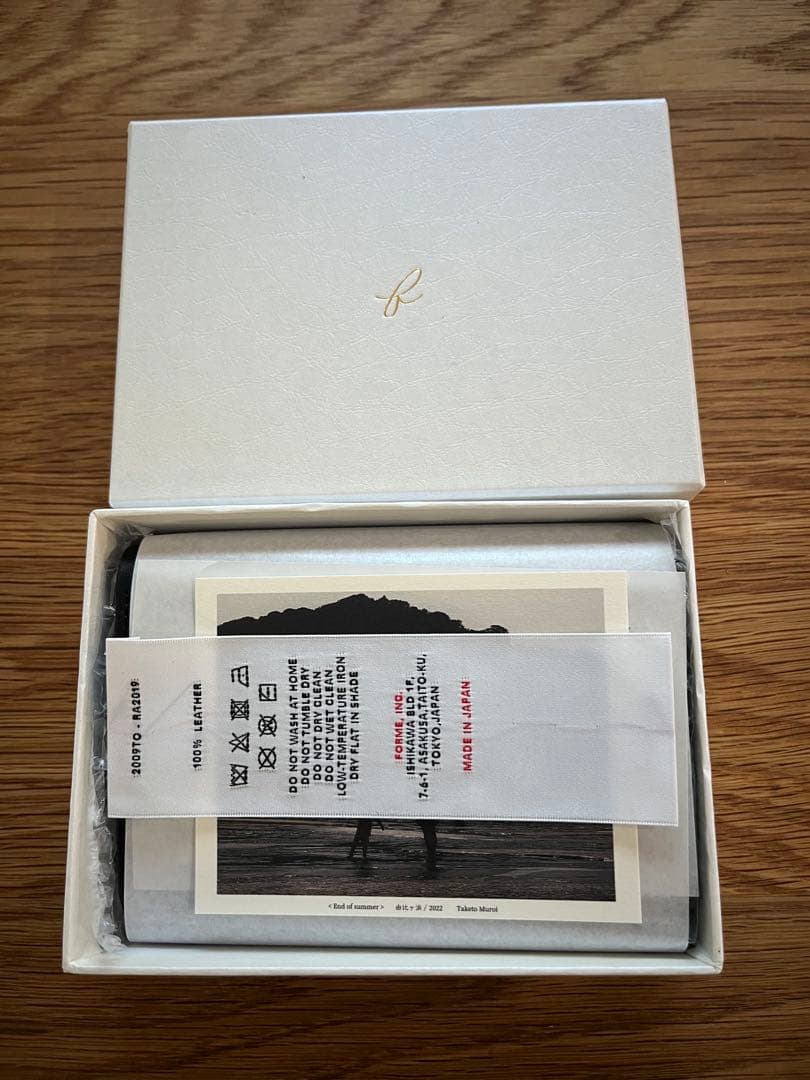 2009TO - RA2019
100% LEATHER
DO NOT WASH AT HOME
DO NOT TUMBLE DRY
DO NOT DRY CLEAN
DO NOT WET CLEAN
LOW-TEMPERATURE IRON
DRY FLAT IN SHADE
FORME, INC.
ISHIKAWA BLD 1F,
7-6-1, ASAKUSA,TAITO-KU,
TOKYO,JAPAN
MADE IN JAPAN
< End of summer > 由比ヶ浜 / 2022 Taketo Muroi